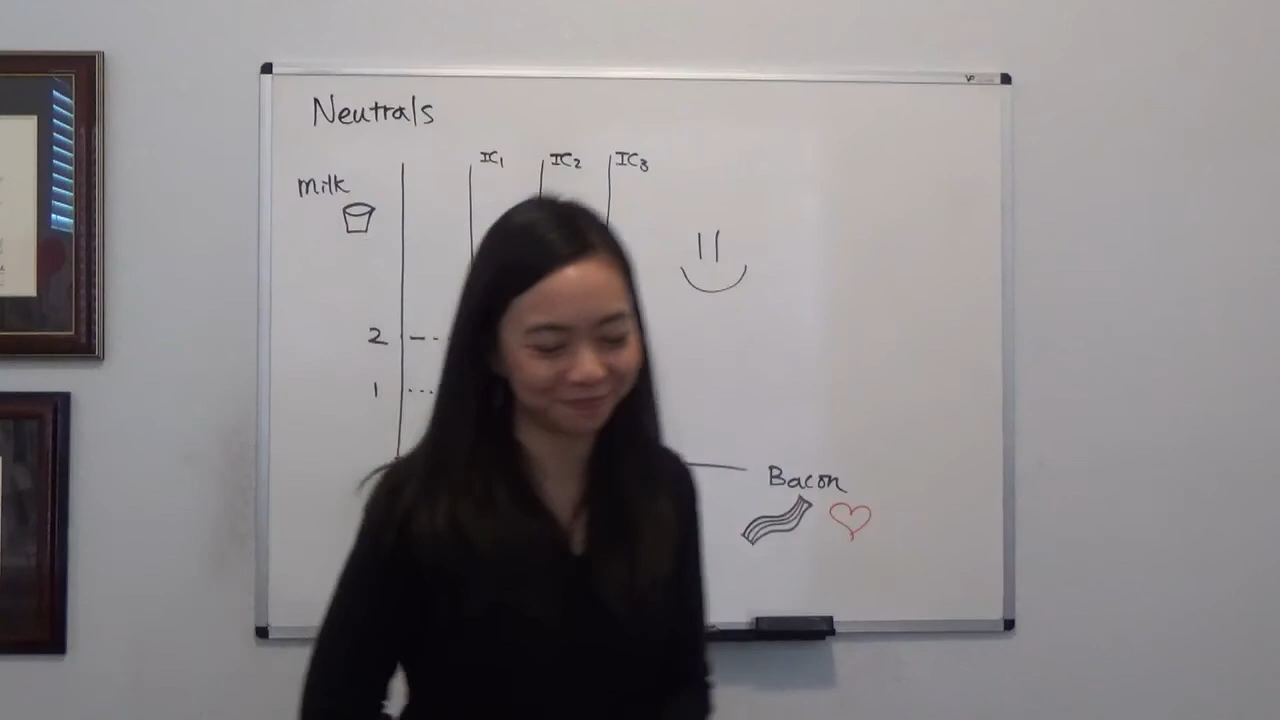 Neutrals
IC₁ IC₂ IC₃
milk
2
1
Bacon